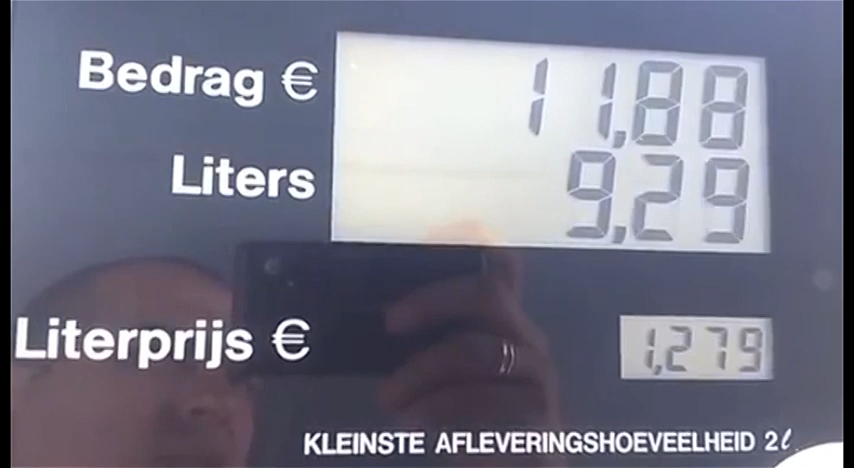 Bedrag € 11,88
Liters 9,29
Literprijs € 1,279
KLEINSTE AFLEVERINGSHOEVEELHEID 2ℓ